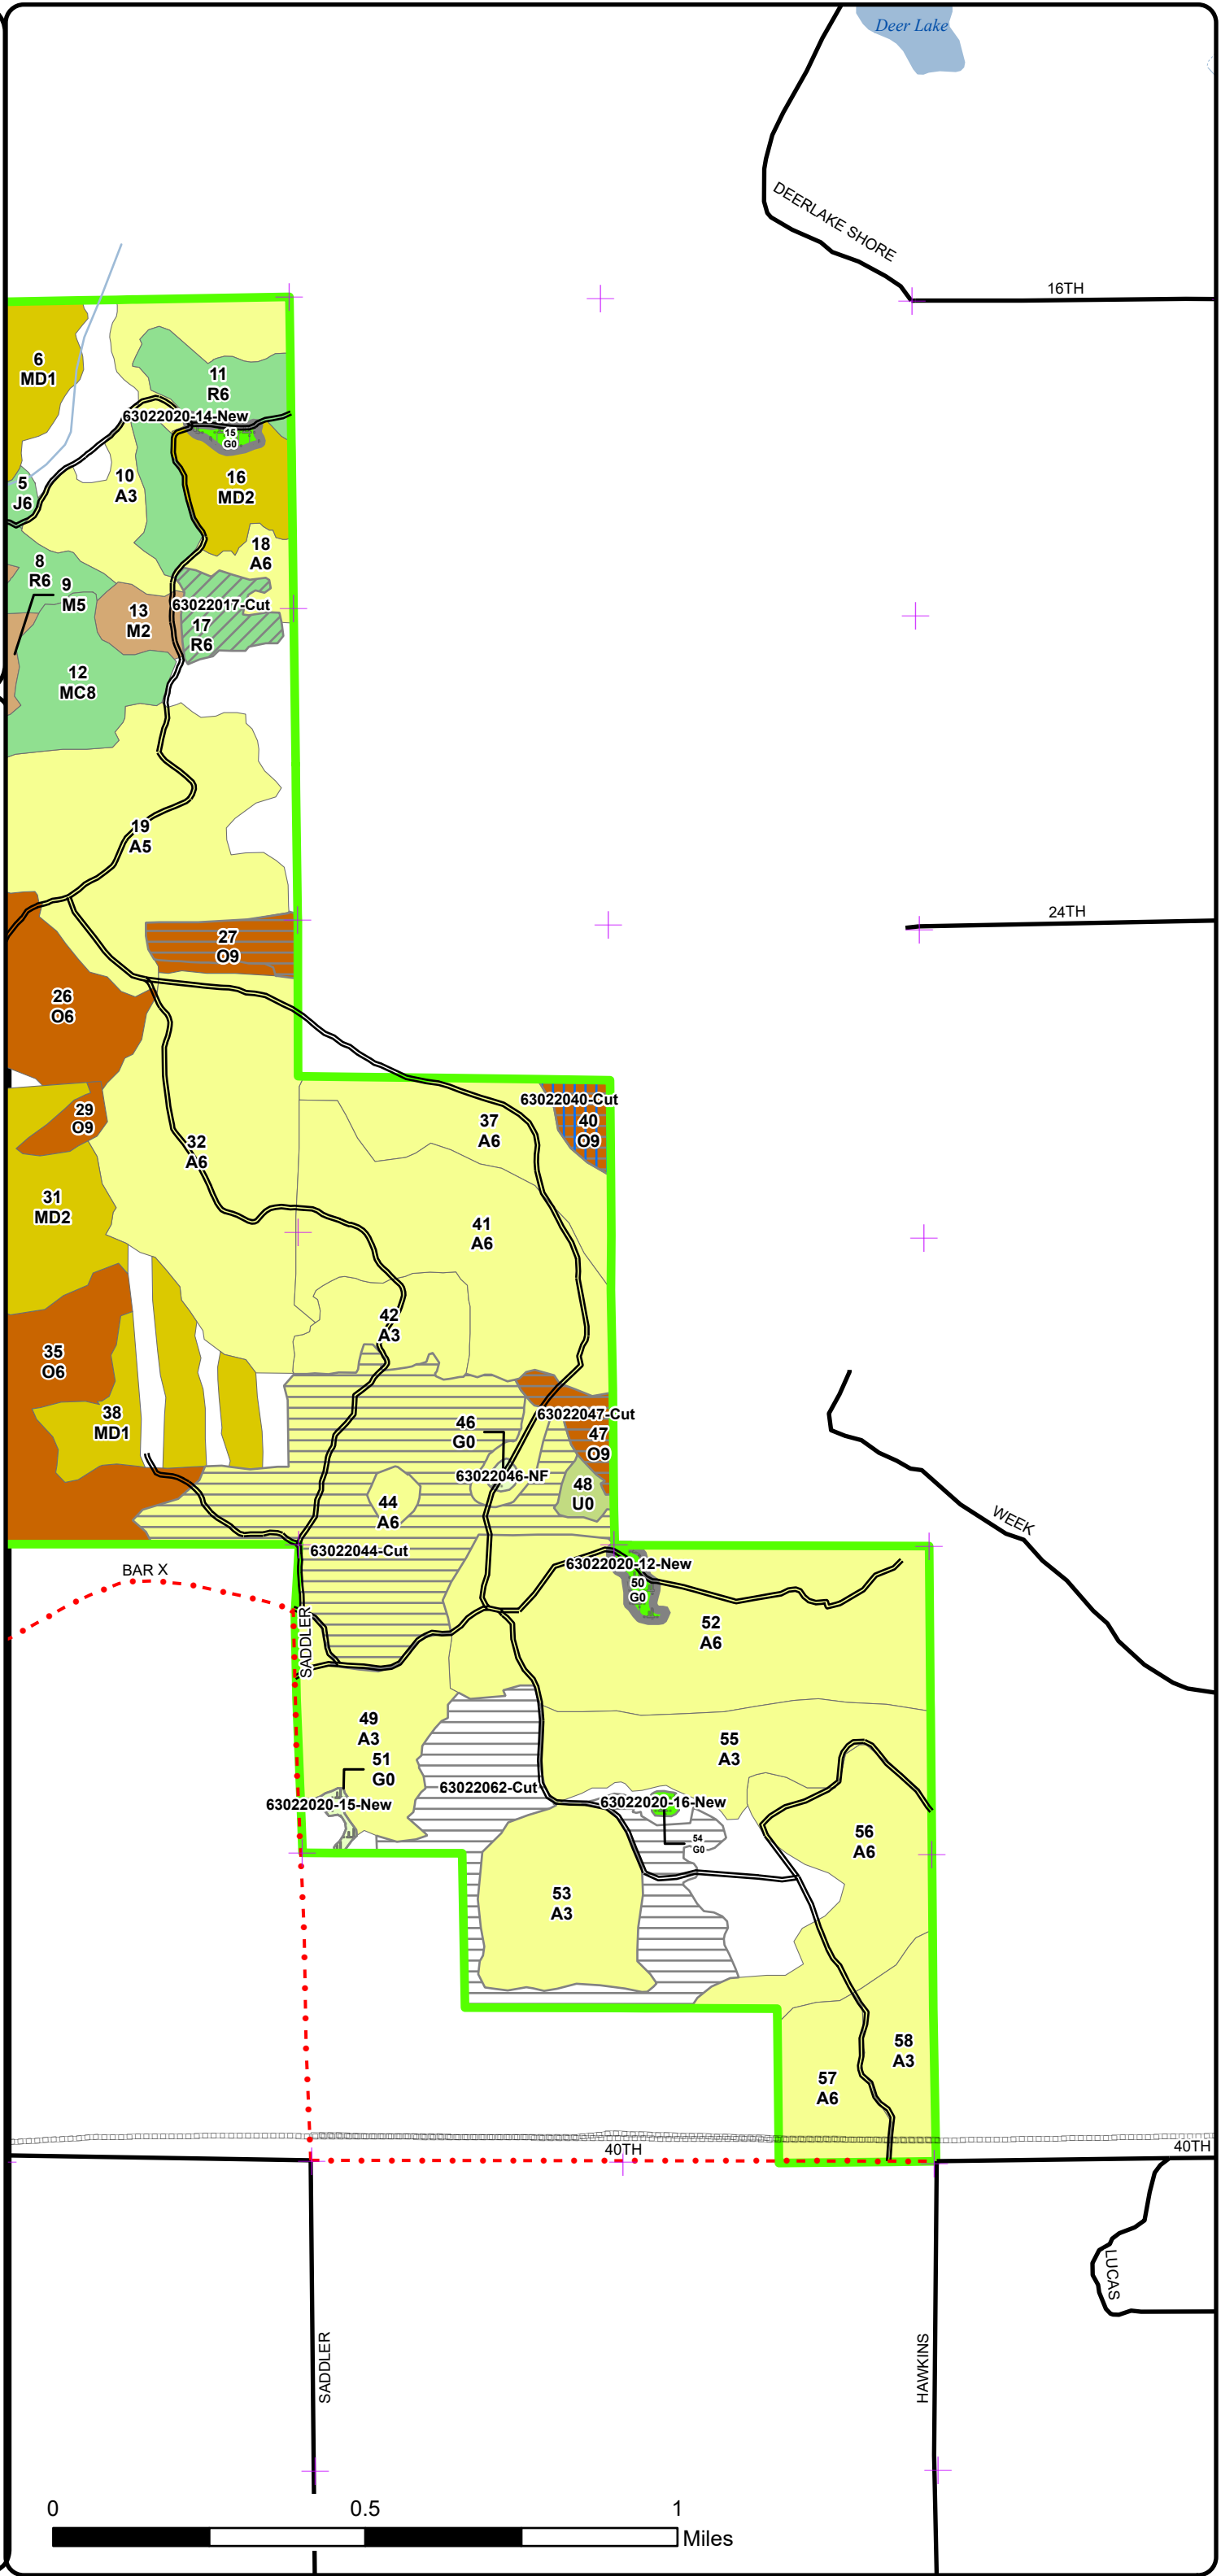 Deer Lake
DEERLAKE SHORE
16TH
6
MD1
11
R6
63022020-14-New
15
G0
5
J6
10
A3
16
MD2
18
A6
8
R6
9
M5
63022017-Cut
13
M2
17
R6
12
MC8
19
A5
24TH
27
O9
26
O6
63022040-Cut
29
O9
37
A6
40
O9
32
A6
31
MD2
41
A6
42
A3
35
O6
38
MD1
46
G0
63022047-Cut
47
O9
63022046-NF
48
U0
44
A6
WEEK
63022044-Cut
BAR X
63022020-12-New
50
G0
SADDLER
52
A6
49
A3
55
A3
51
G0
63022062-Cut
63022020-15-New
63022020-16-New
54
G0
56
A6
53
A3
58
A3
57
A6
40TH
40TH
LUCAS
SADDLER
HAWKINS
0 0.5 1
Miles